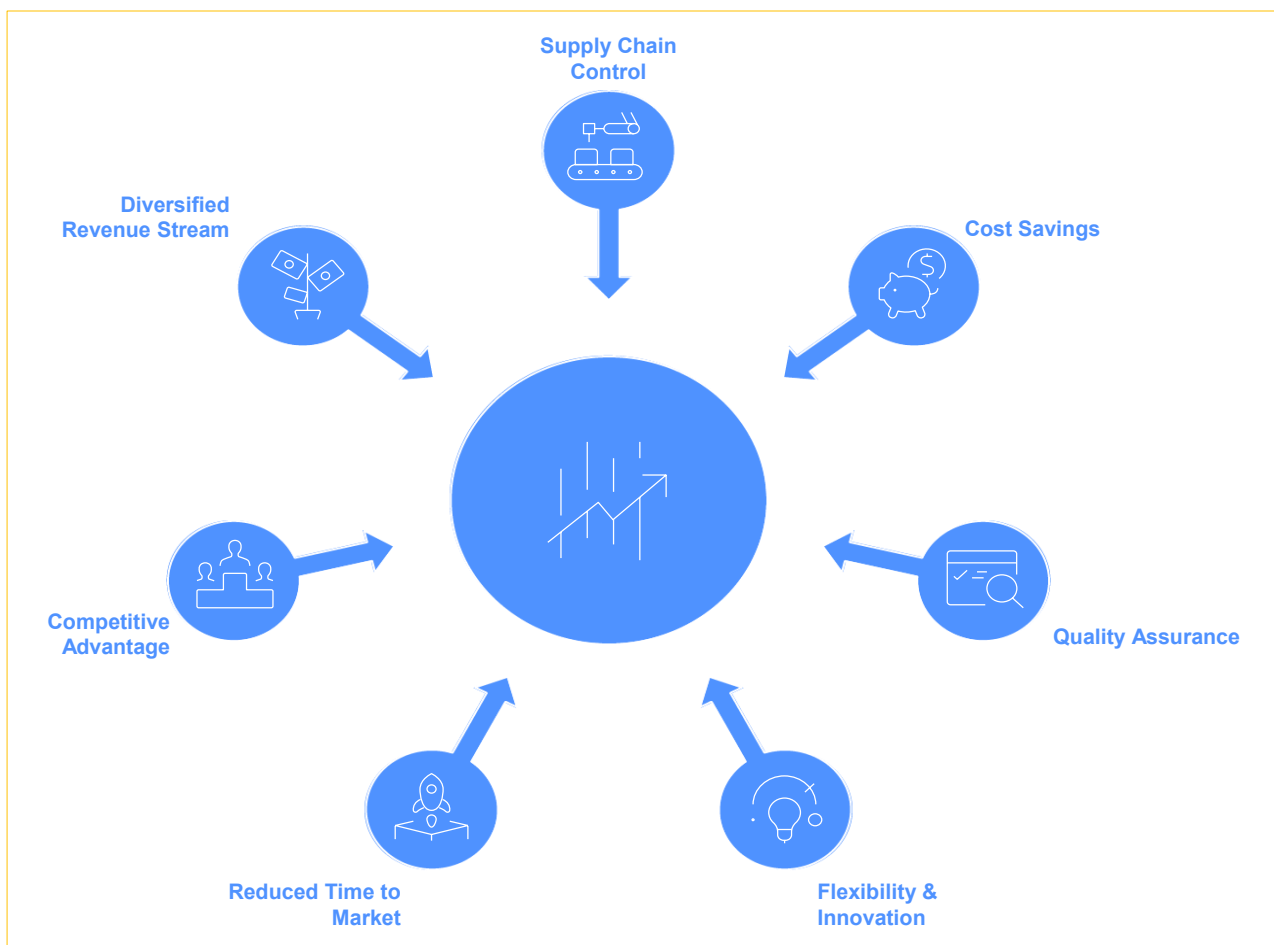 Supply Chain
Control
Diversified
Revenue Stream
Cost Savings
$
Competitive
Advantage
Quality Assurance
Reduced Time to
Market
Flexibility &
Innovation